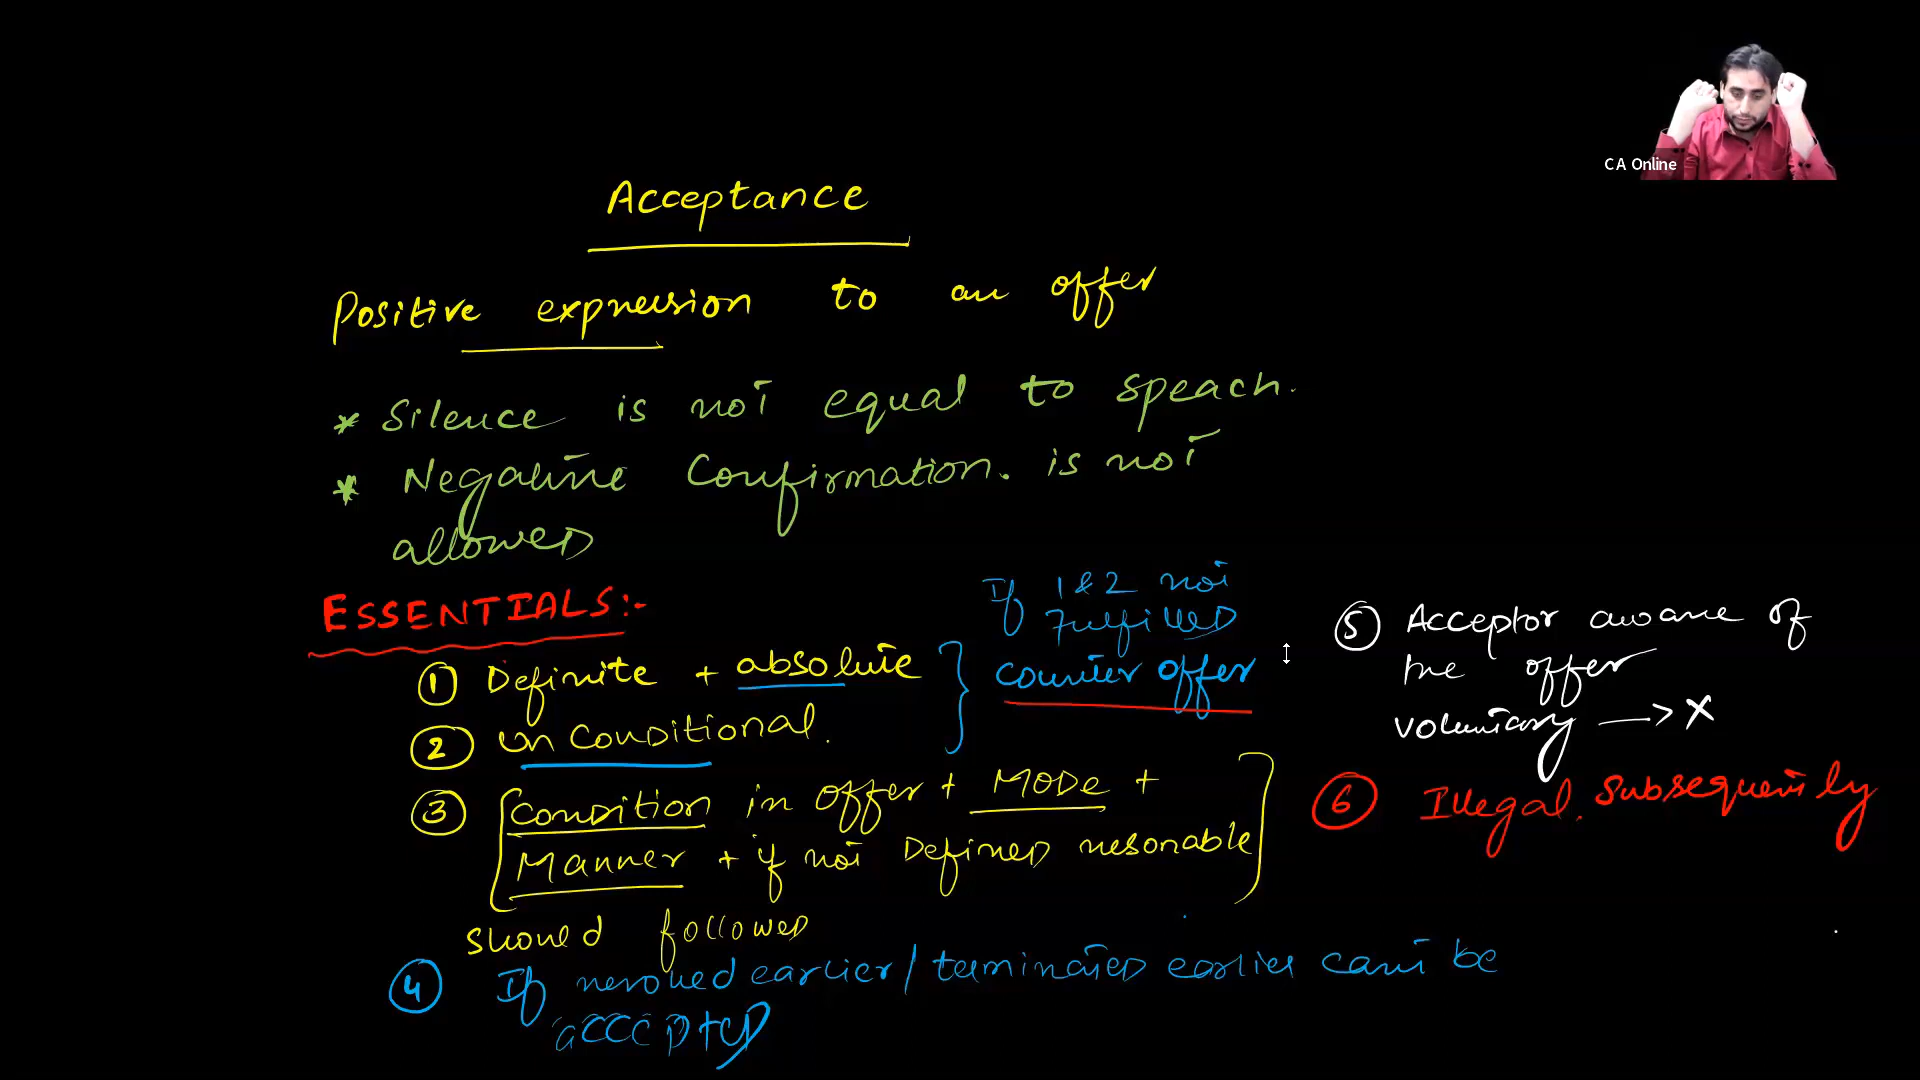 CA Online
Acceptance
Positive expression to an offer
* Silence is not equal to speach.
* Negative Confirmation. is not
allowed
ESSENTIALS:-
① Definite + absolute
② un Conditional.
If 1 & 2 not
Fulfilled
counter offer
③ Condition in offer + MODe +
Manner + if not Defined resonable
should followed
④ If revoked earlier / terminated earlier cant be
accepted
⑤ Acceptor aware of
the offer
voluntary —> X
⑥ Illegal. Subsequently